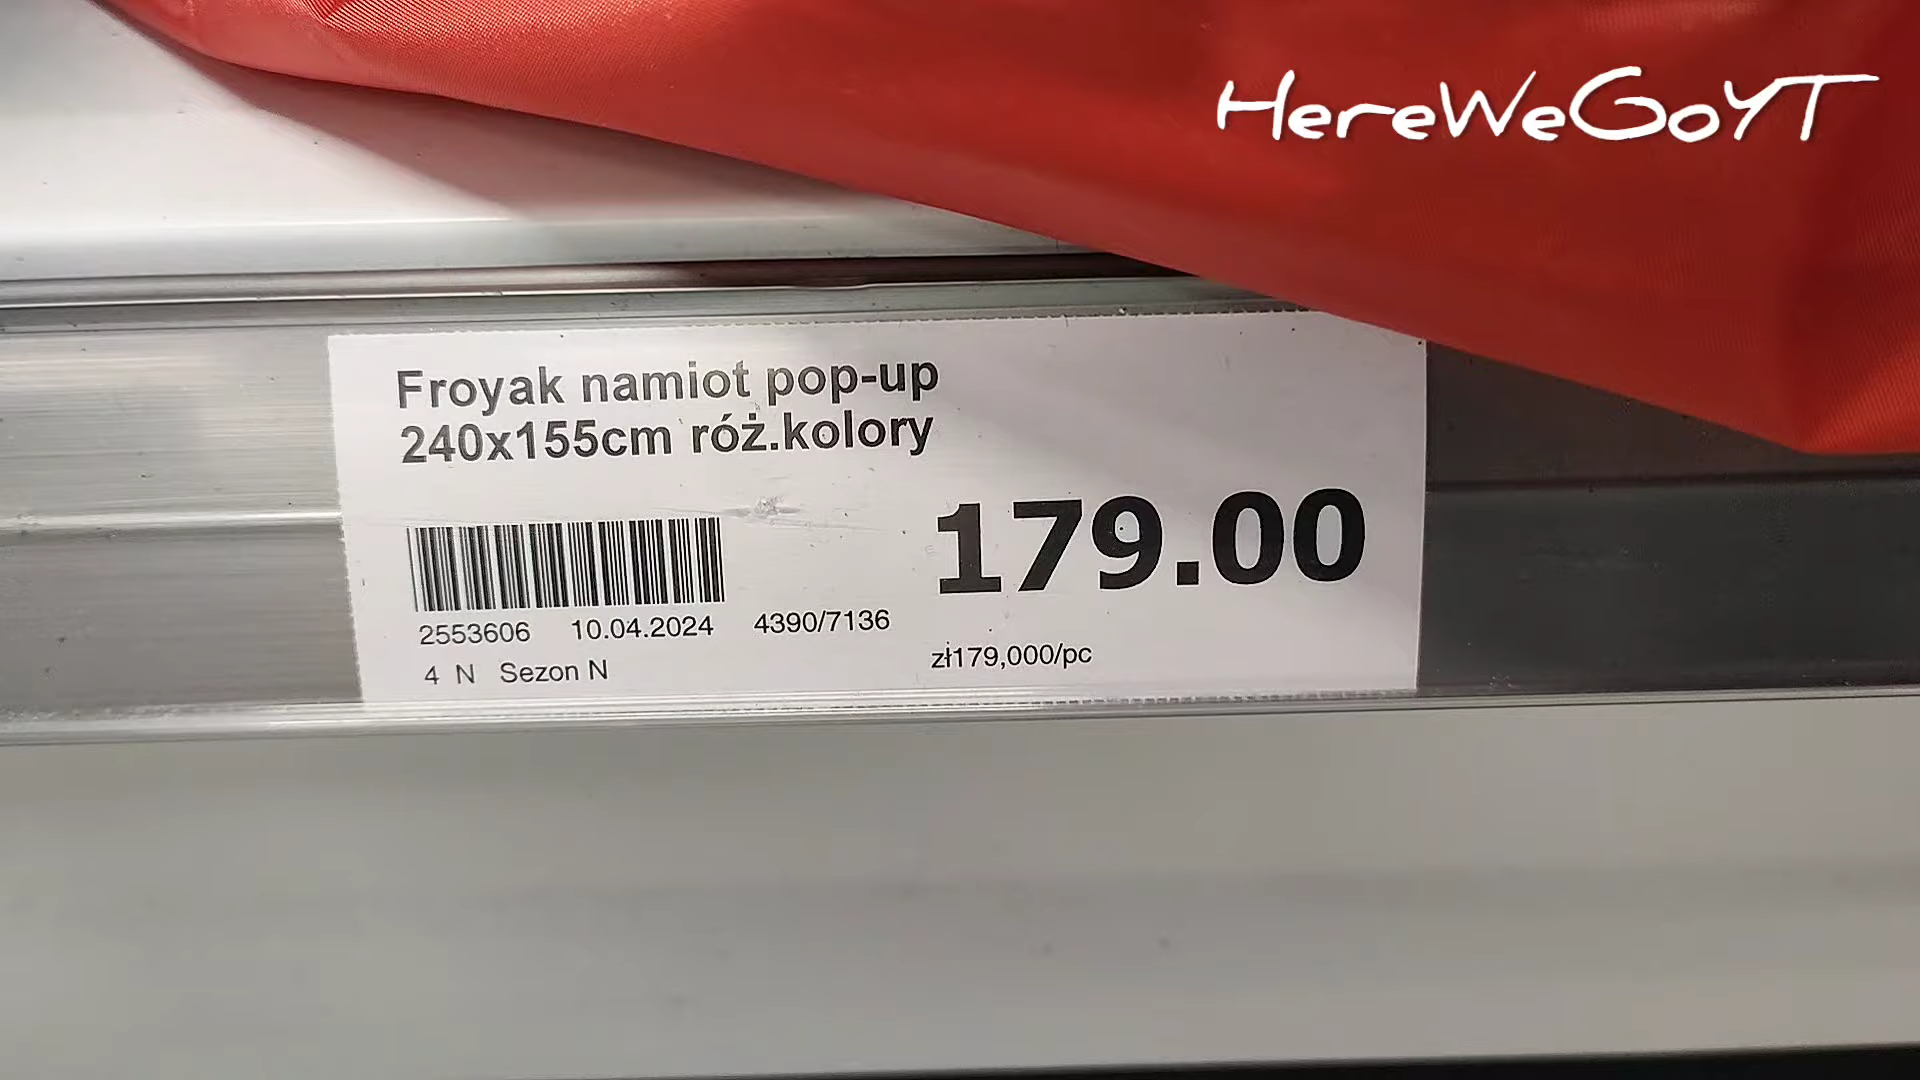 HereWeGoYT
Froyak namiot pop-up
240x155cm róż.kolory
179.00
2553606 10.04.2024 4390/7136
4 N Sezon N
zł179,000/pc